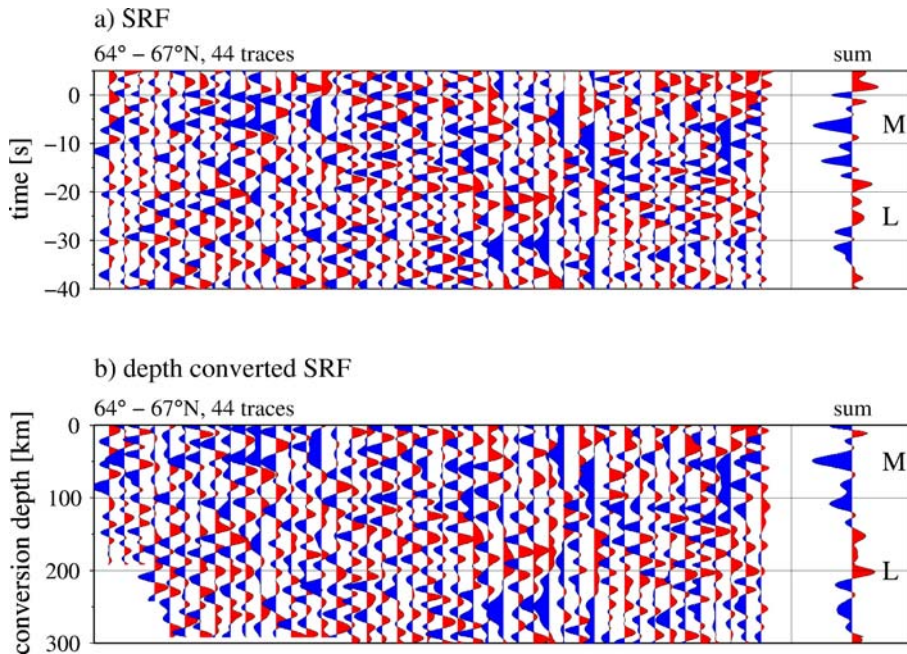 a) SRF
64° – 67°N, 44 traces
sum
time [s]
0
−10
−20
−30
−40
M
L
b) depth converted SRF
64° – 67°N, 44 traces
sum
conversion depth [km]
0
100
200
300
M
L